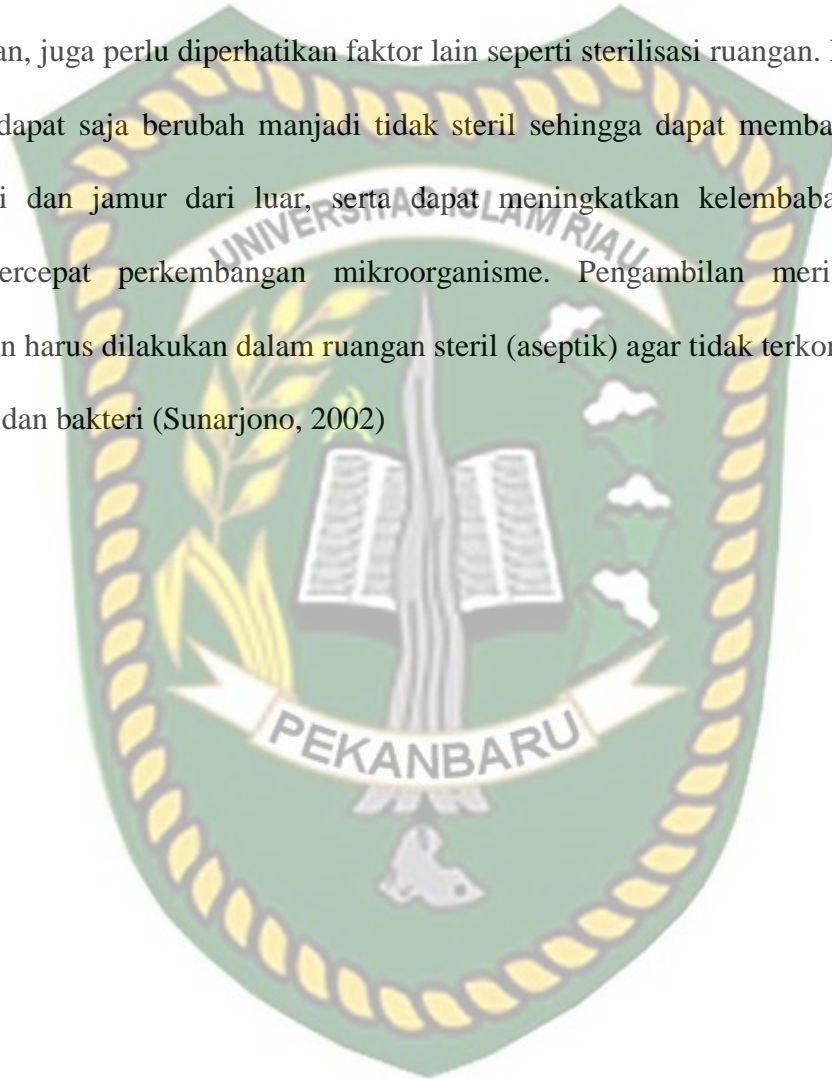 an, juga perlu diperhatikan faktor lain seperti sterilisasi ruangan.
dapat saja berubah manjadi tidak steril sehingga dapat memba
i dan jamur dari luar, serta dapat meningkatkan kelembaba
ercepat perkembangan mikroorganisme. Pengambilan meri
n harus dilakukan dalam ruangan steril (aseptik) agar tidak terkor
dan bakteri (Sunarjono, 2002)
UNIVERSITAS ISLAM RIAU
PEKANBARU